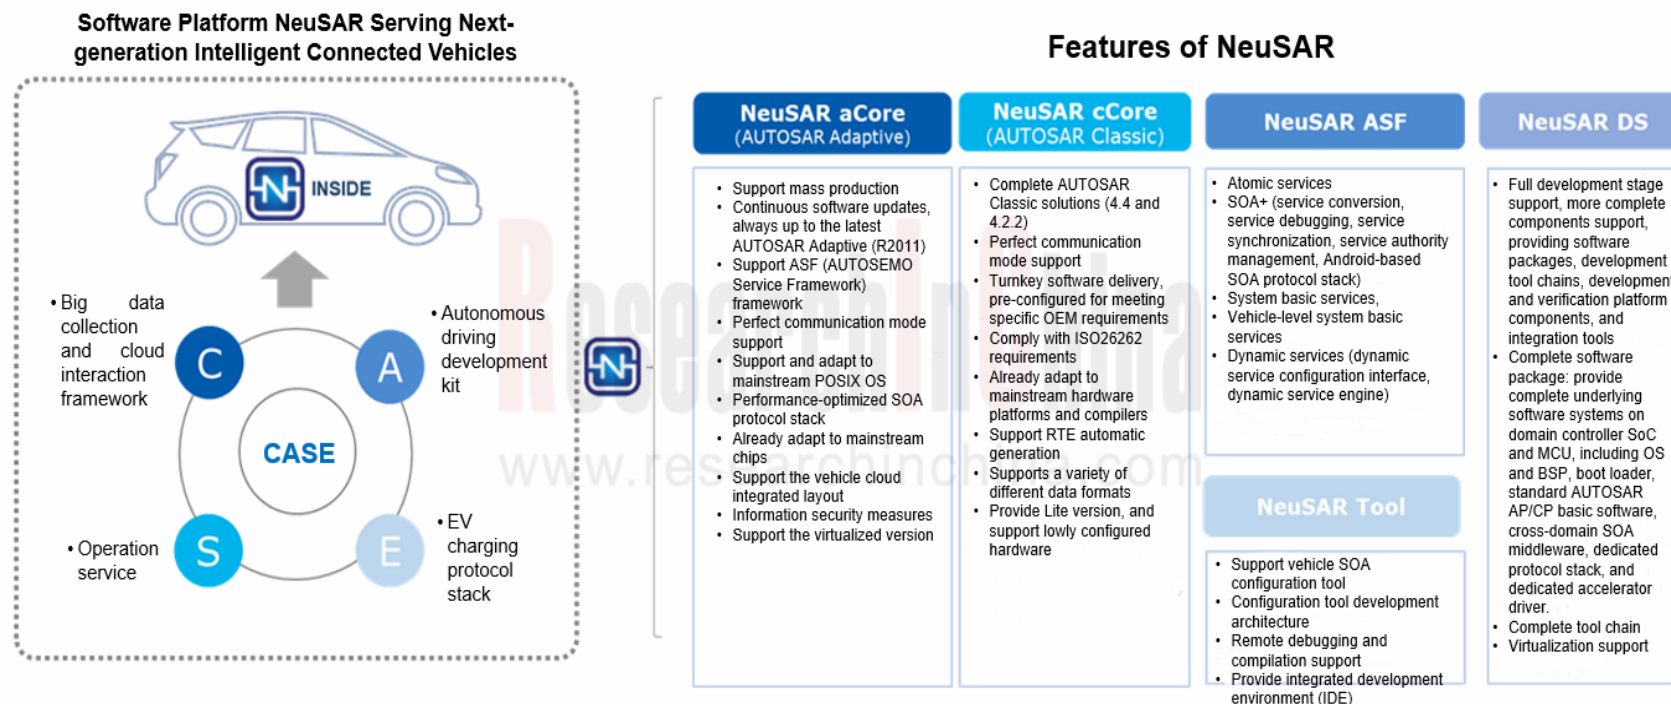 Software Platform NeuSAR Serving Next-
generation Intelligent Connected Vehicles
N INSIDE
• Big data
collection
and cloud
interaction
framework
• Autonomous
driving
development
kit
C
A
CASE
S
E
• Operation
service
• EV
charging
protocol
stack
N
Features of NeuSAR
NeuSAR aCore
(AUTOSAR Adaptive)
• Support mass production
• Continuous software updates,
always up to the latest
AUTOSAR Adaptive (R2011)
• Support ASF (AUTOSEMO
Service Framework)
framework
• Perfect communication mode
support
• Support and adapt to
mainstream POSIX OS
• Performance-optimized SOA
protocol stack
• Already adapt to mainstream
chips
• Support the vehicle cloud
integrated layout
• Information security measures
• Support the virtualized version
NeuSAR cCore
(AUTOSAR Classic)
• Complete AUTOSAR
Classic solutions (4.4 and
4.2.2)
• Perfect communication
mode support
• Turnkey software delivery,
pre-configured for meeting
specific OEM requirements
• Comply with ISO26262
requirements
• Already adapt to
mainstream hardware
platforms and compilers
• Support RTE automatic
generation
• Supports a variety of
different data formats
• Provide Lite version, and
support lowly configured
hardware
NeuSAR ASF
• Atomic services
• SOA+ (service conversion,
service debugging, service
synchronization, service authority
management, Android-based
SOA protocol stack)
• System basic services,
• Vehicle-level system basic
services
• Dynamic services (dynamic
service configuration interface,
dynamic service engine)
NeuSAR Tool
• Support vehicle SOA
configuration tool
• Configuration tool development
architecture
• Remote debugging and
compilation support
• Provide integrated development
environment (IDE)
NeuSAR DS
• Full development stage
support, more complete
components support,
providing software
packages, development
tool chains, development
and verification platform
components, and
integration tools
• Complete software
package: provide
complete underlying
software systems on
domain controller SoC
and MCU, including OS
and BSP, boot loader,
standard AUTOSAR
AP/CP basic software,
cross-domain SOA
middleware, dedicated
protocol stack, and
dedicated accelerator
driver.
• Complete tool chain
• Virtualization support
ResearchInChina
www.researchinchina.com